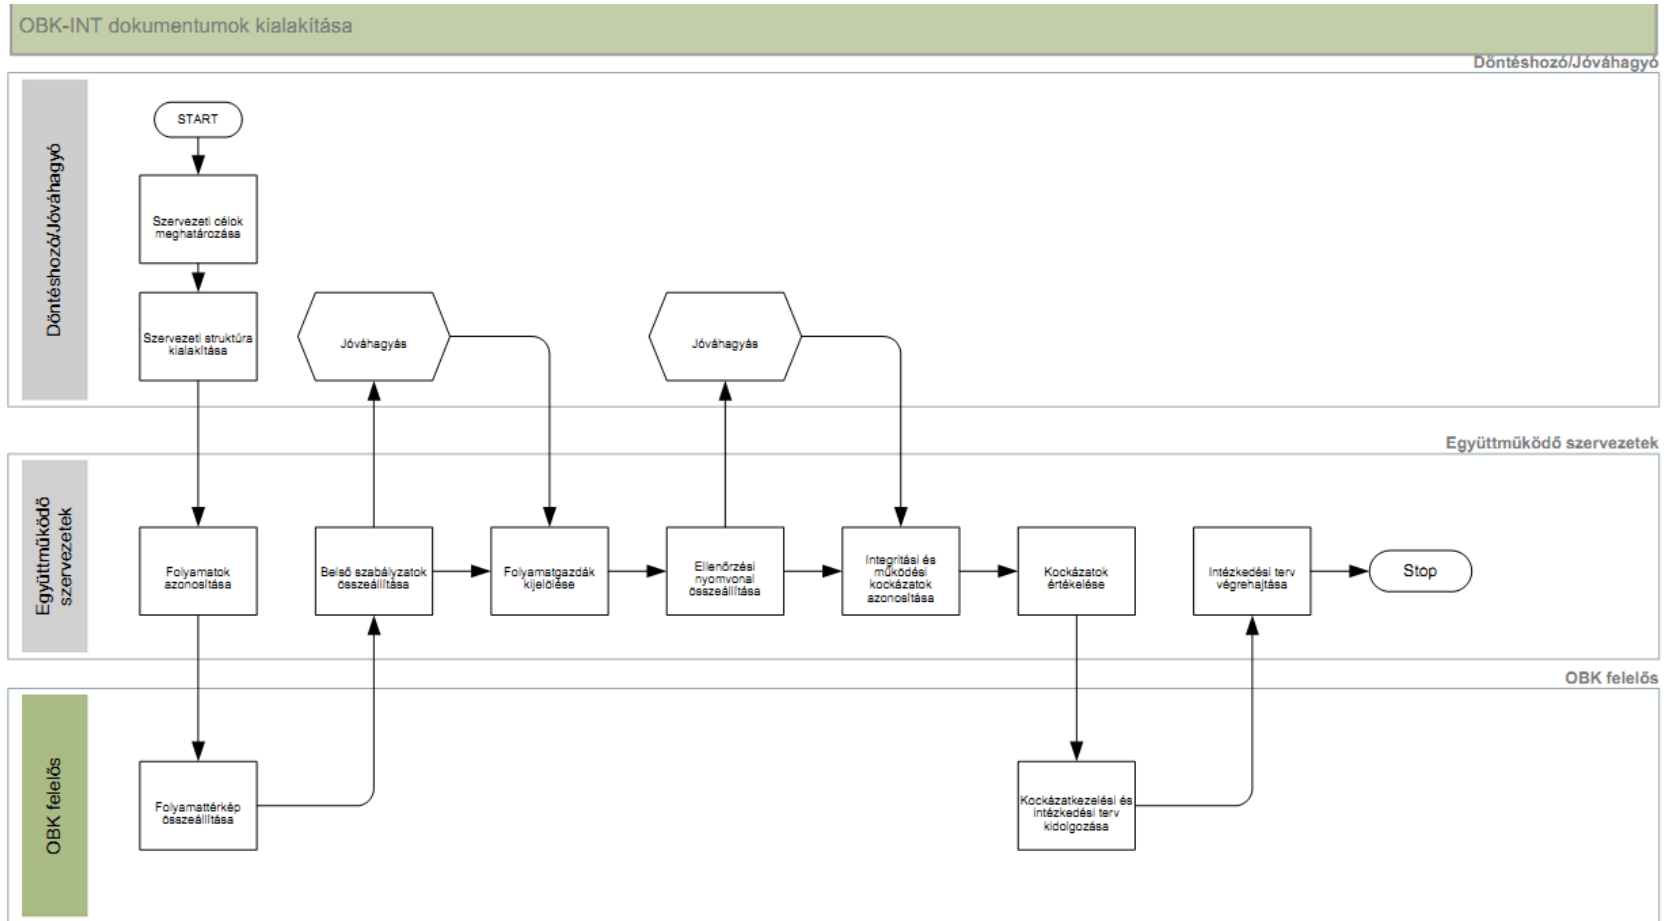 OBK-INT dokumentumok kialakítása
Döntéshozó/Jóváhagyó
Döntéshozó/Jóváhagyó
START
Szervezeti célok
meghatározása
Szervezeti struktúra
kialakítása
Jóváhagyás
Jóváhagyás
Együttműködő szervezetek
Együttműködő
szervezetek
Folyamatok
azonosítása
Belső szabályzatok
összeállítása
Folyamatgazdák
kijelölése
Ellenőrzési
nyomvonal
összeállítása
Integritási és
működési
kockázatok
azonosítása
Kockázatok
értékelése
Intézkedési terv
végrehajtása
Stop
OBK felelős
OBK felelős
Folyamattérkép
összeállítása
Kockázatkezelési és
intézkedési terv
kidolgozása